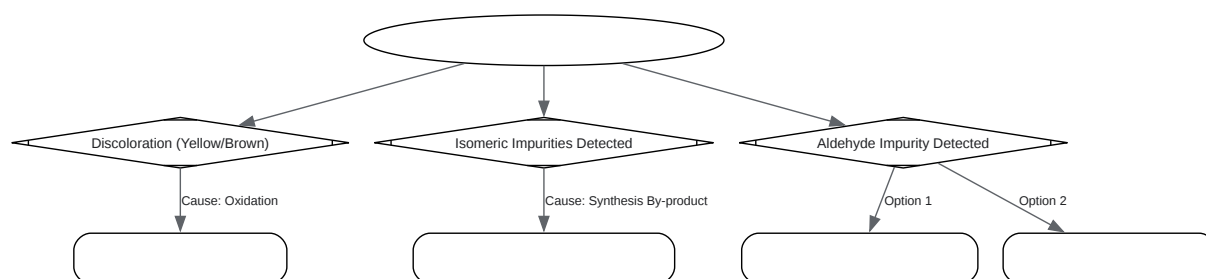 Discoloration (Yellow/Brown)
Isomeric Impurities Detected
Aldehyde Impurity Detected
Cause: Oxidation
Cause: Synthesis By-product
Option 1
Option 2